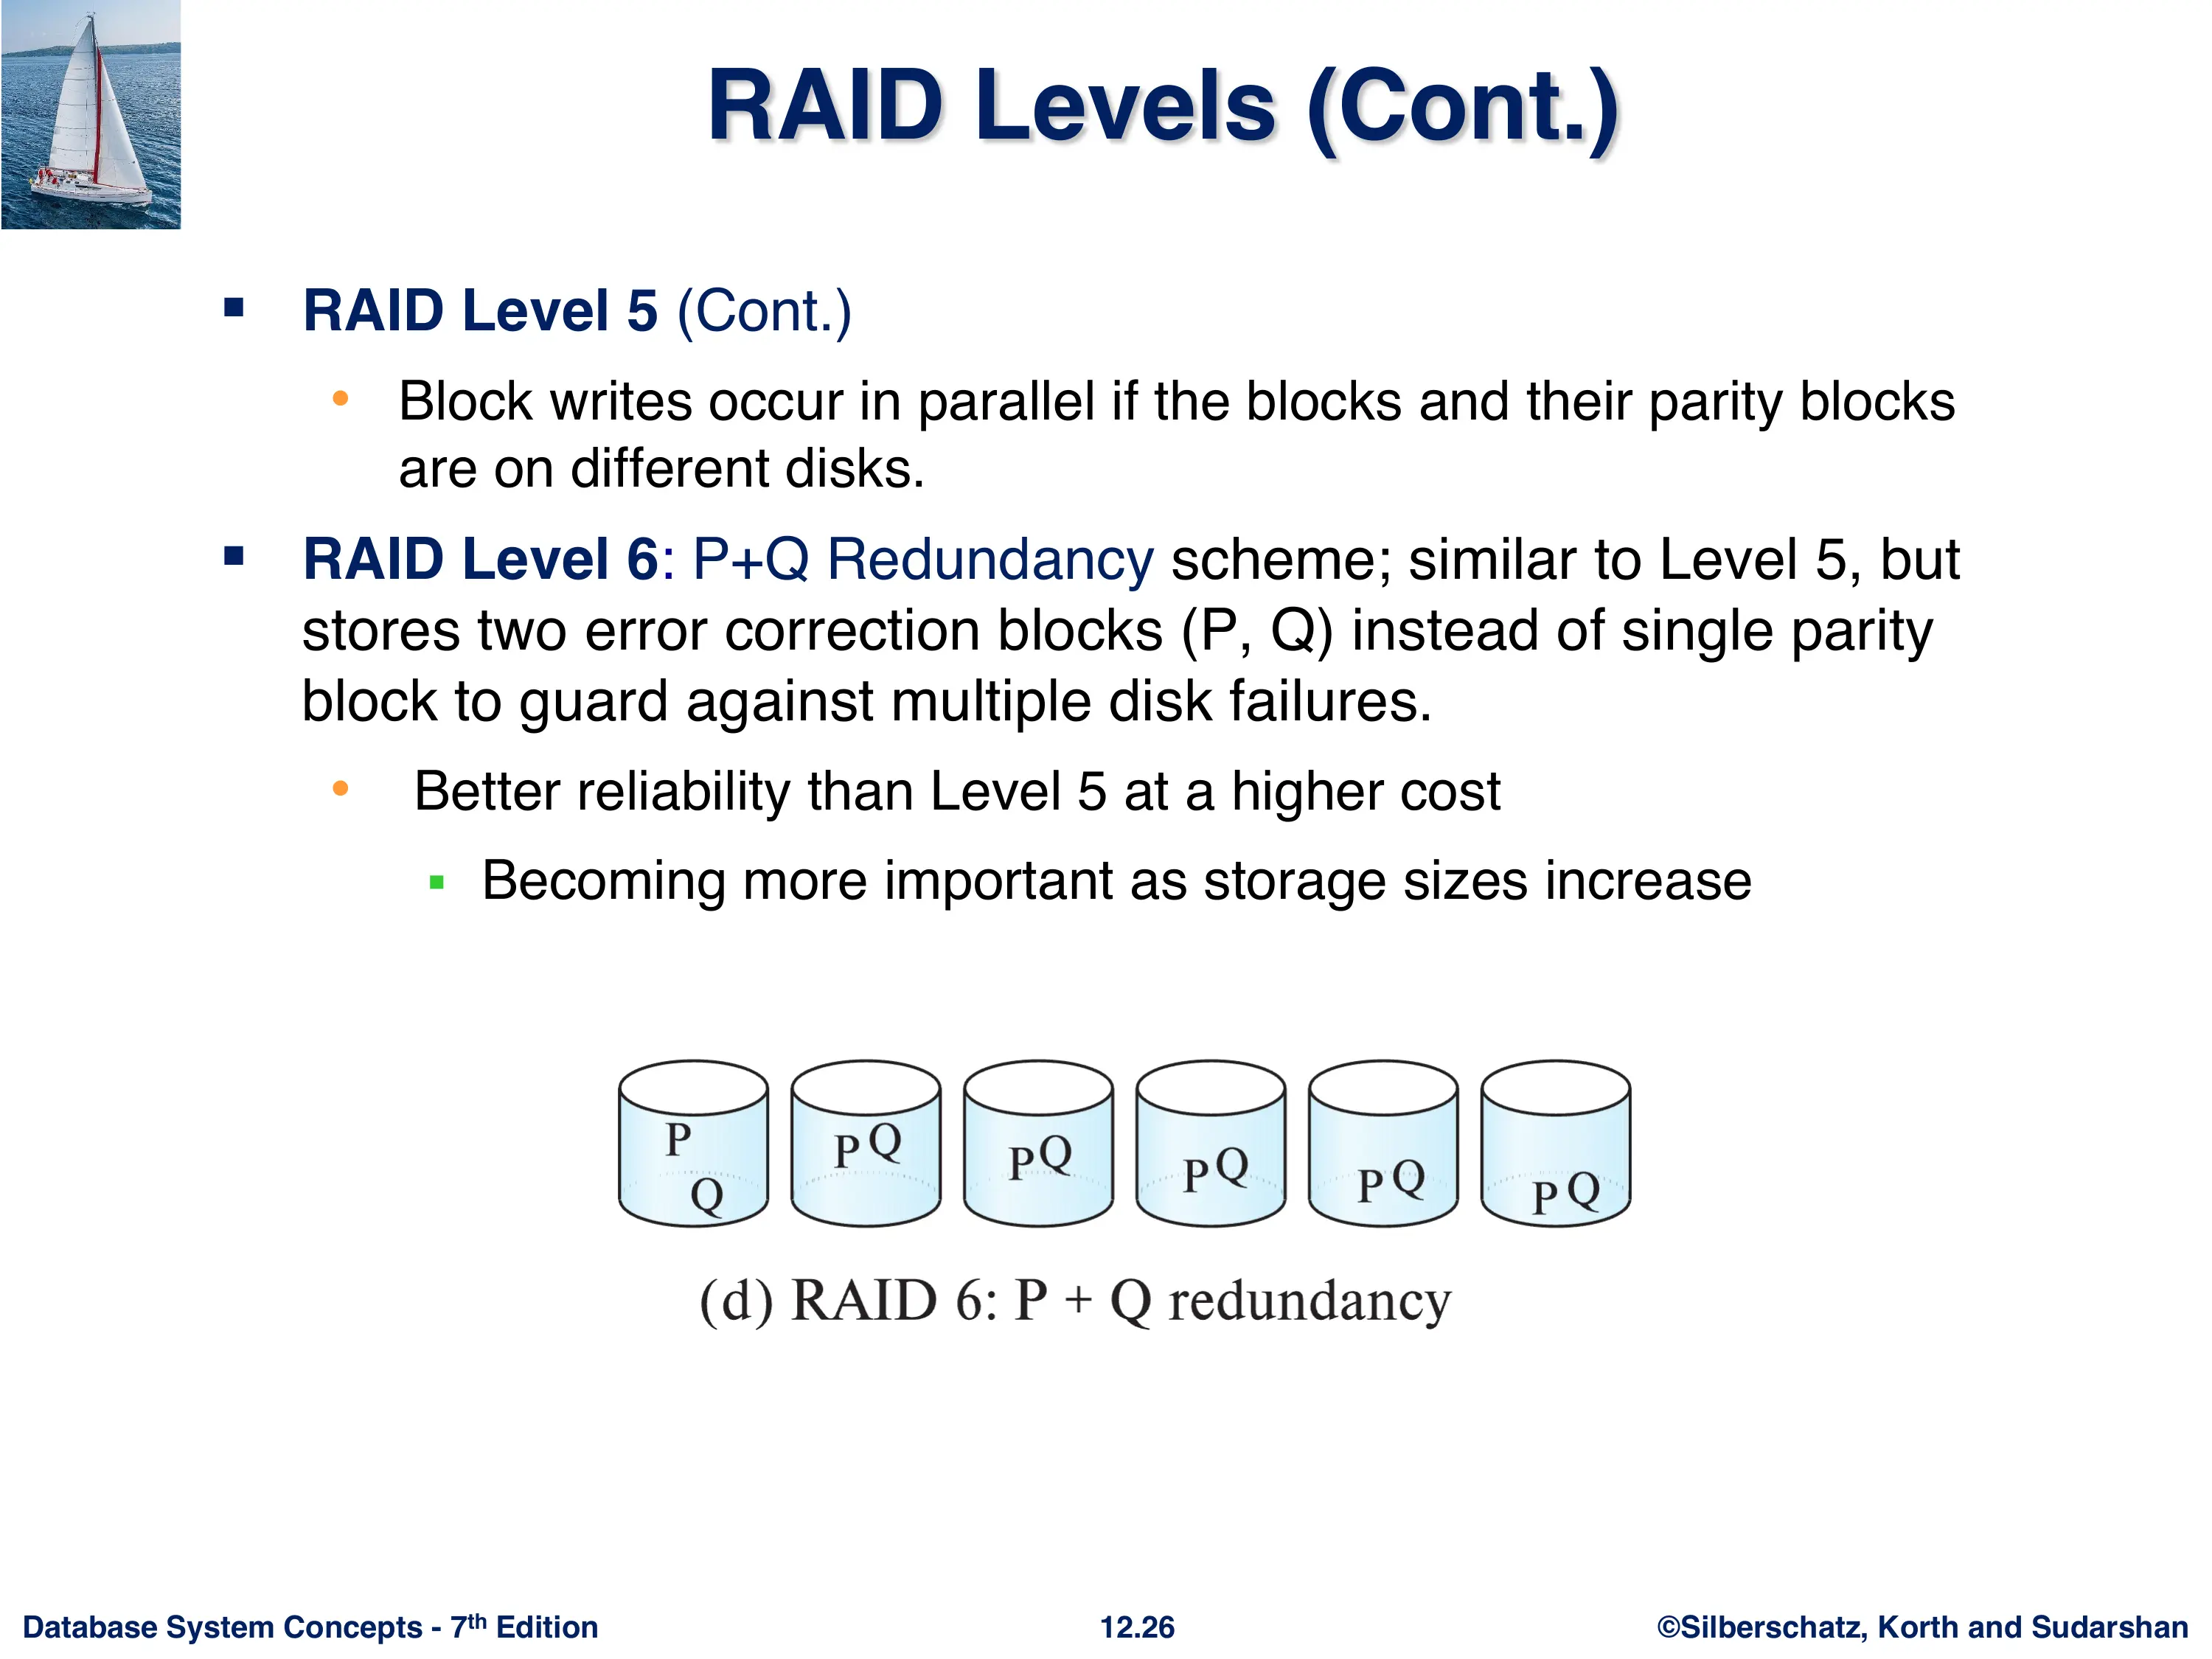 RAID Levels (Cont.)
▪ RAID Level 5 (Cont.)
• Block writes occur in parallel if the blocks and their parity blocks
are on different disks.
▪ RAID Level 6: P+Q Redundancy scheme; similar to Level 5, but
stores two error correction blocks (P, Q) instead of single parity
block to guard against multiple disk failures.
• Better reliability than Level 5 at a higher cost
▪ Becoming more important as storage sizes increase
P Q P Q P Q P Q P Q P Q
(d) RAID 6: P + Q redundancy
Database System Concepts - 7th Edition 12.26 ©Silberschatz, Korth and Sudarshan